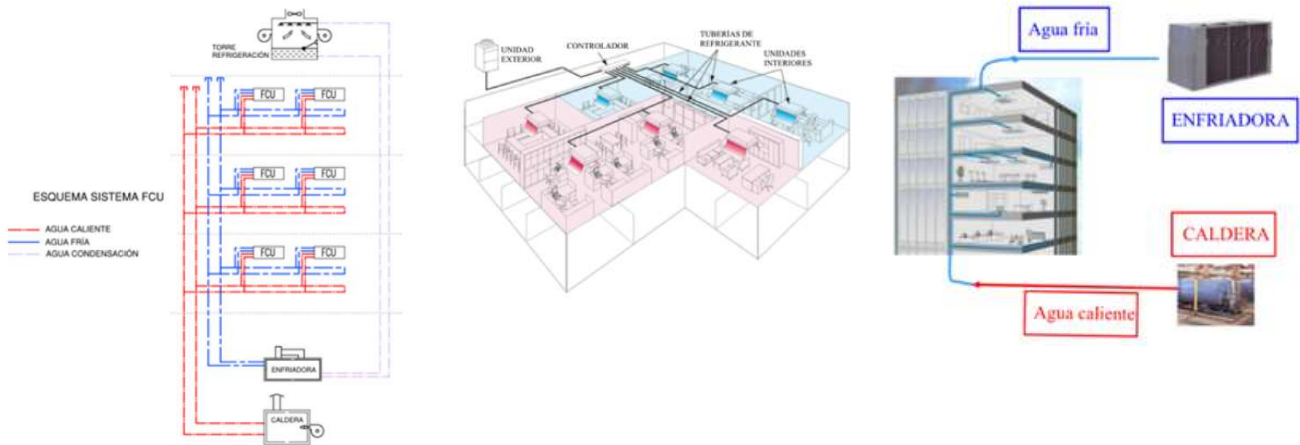 TORRE
REFRIGERACIÓN
FCU
FCU
FCU
FCU
ESQUEMA SISTEMA FCU
AGUA CALIENTE
AGUA FRÍA
AGUA CONDENSACIÓN
FCU
FCU
ENFRIADORA
CALDERA
UNIDAD
EXTERIOR
CONTROLADOR
TUBERÍAS DE
REFRIGERANTE
UNIDADES
INTERIORES
Agua fria
ENFRIADORA
CALDERA
Agua caliente